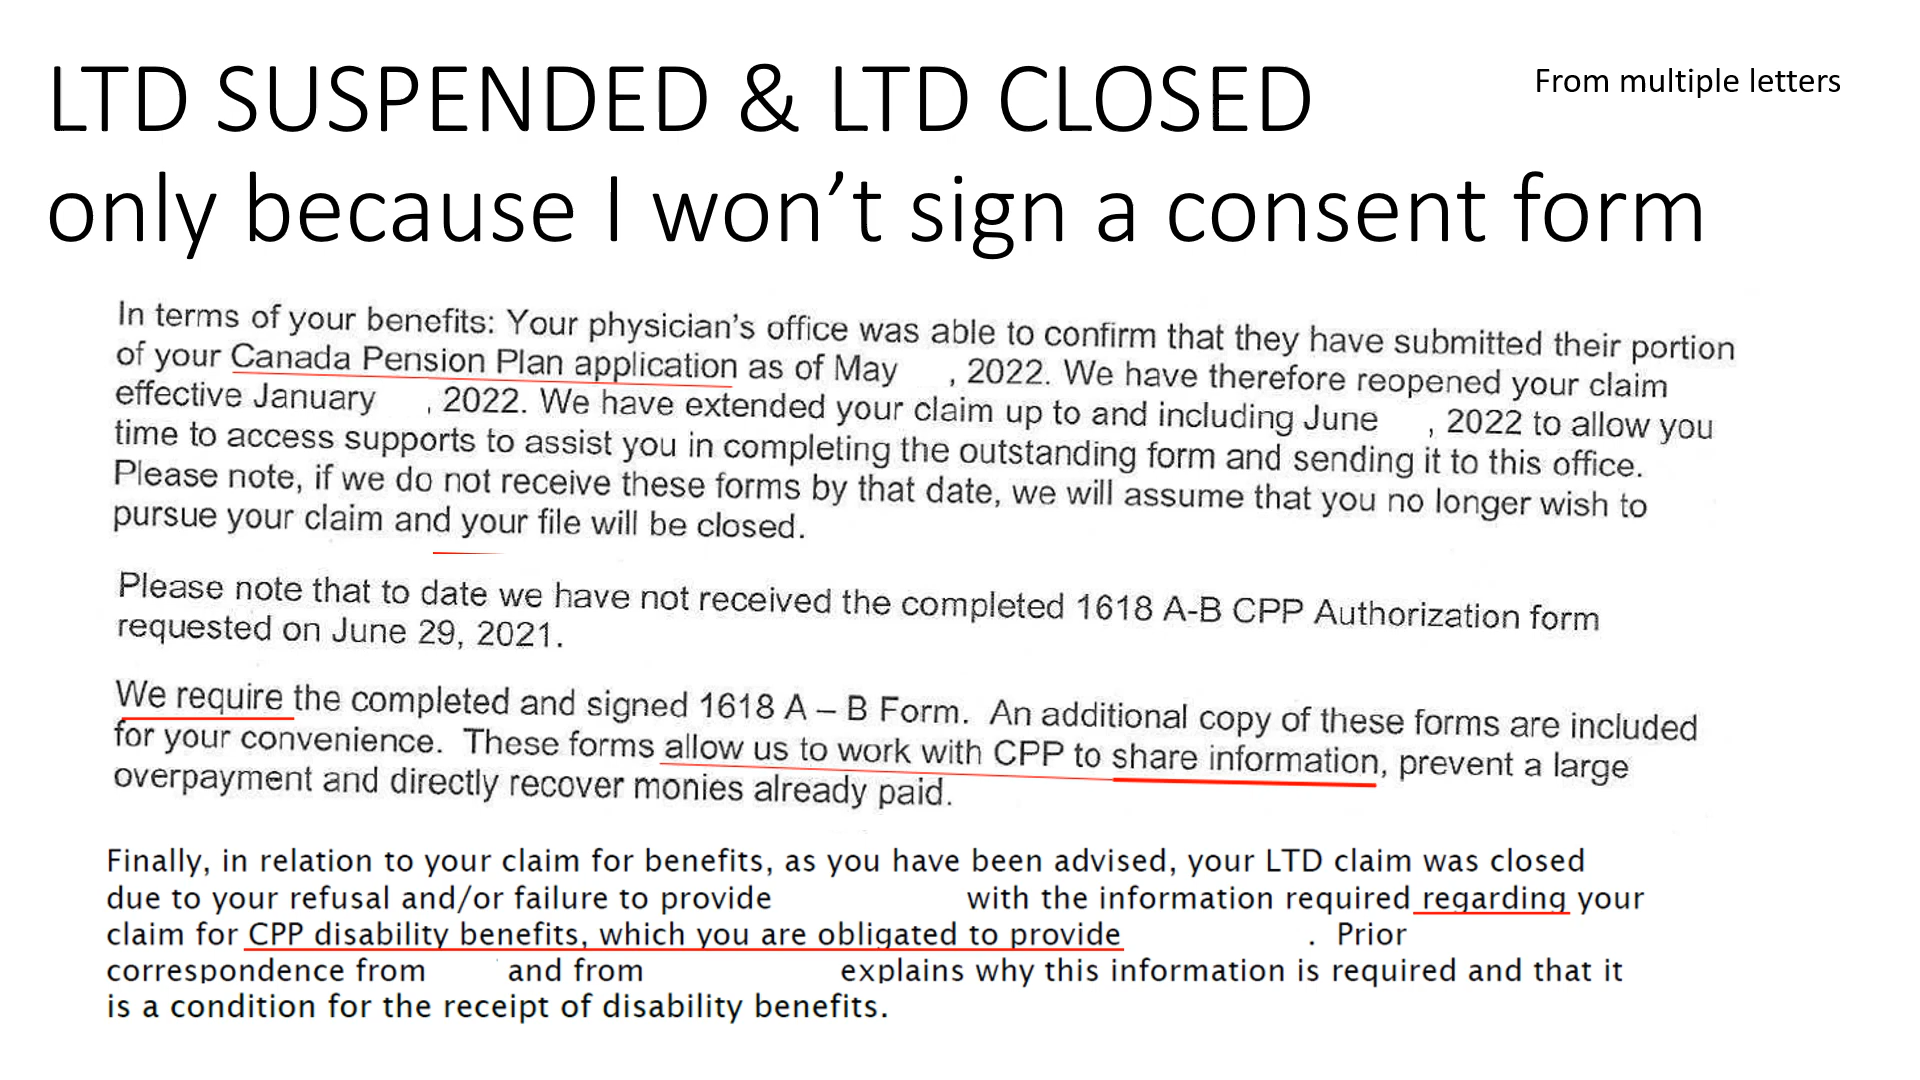 LTD SUSPENDED & LTD CLOSED
From multiple letters
only because I won’t sign a consent form
In terms of your benefits: Your physician’s office was able to confirm that they have submitted their portion
of your Canada Pension Plan application as of May , 2022. We have therefore reopened your claim
effective January , 2022. We have extended your claim up to and including June , 2022 to allow you
time to access supports to assist you in completing the outstanding form and sending it to this office.
Please note, if we do not receive these forms by that date, we will assume that you no longer wish to
pursue your claim and your file will be closed.
Please note that to date we have not received the completed 1618 A-B CPP Authorization form
requested on June 29, 2021.
We require the completed and signed 1618 A – B Form. An additional copy of these forms are included
for your convenience. These forms allow us to work with CPP to share information, prevent a large
overpayment and directly recover monies already paid.
Finally, in relation to your claim for benefits, as you have been advised, your LTD claim was closed
due to your refusal and/or failure to provide with the information required regarding your
claim for CPP disability benefits, which you are obligated to provide . Prior
correspondence from and from explains why this information is required and that it
is a condition for the receipt of disability benefits.